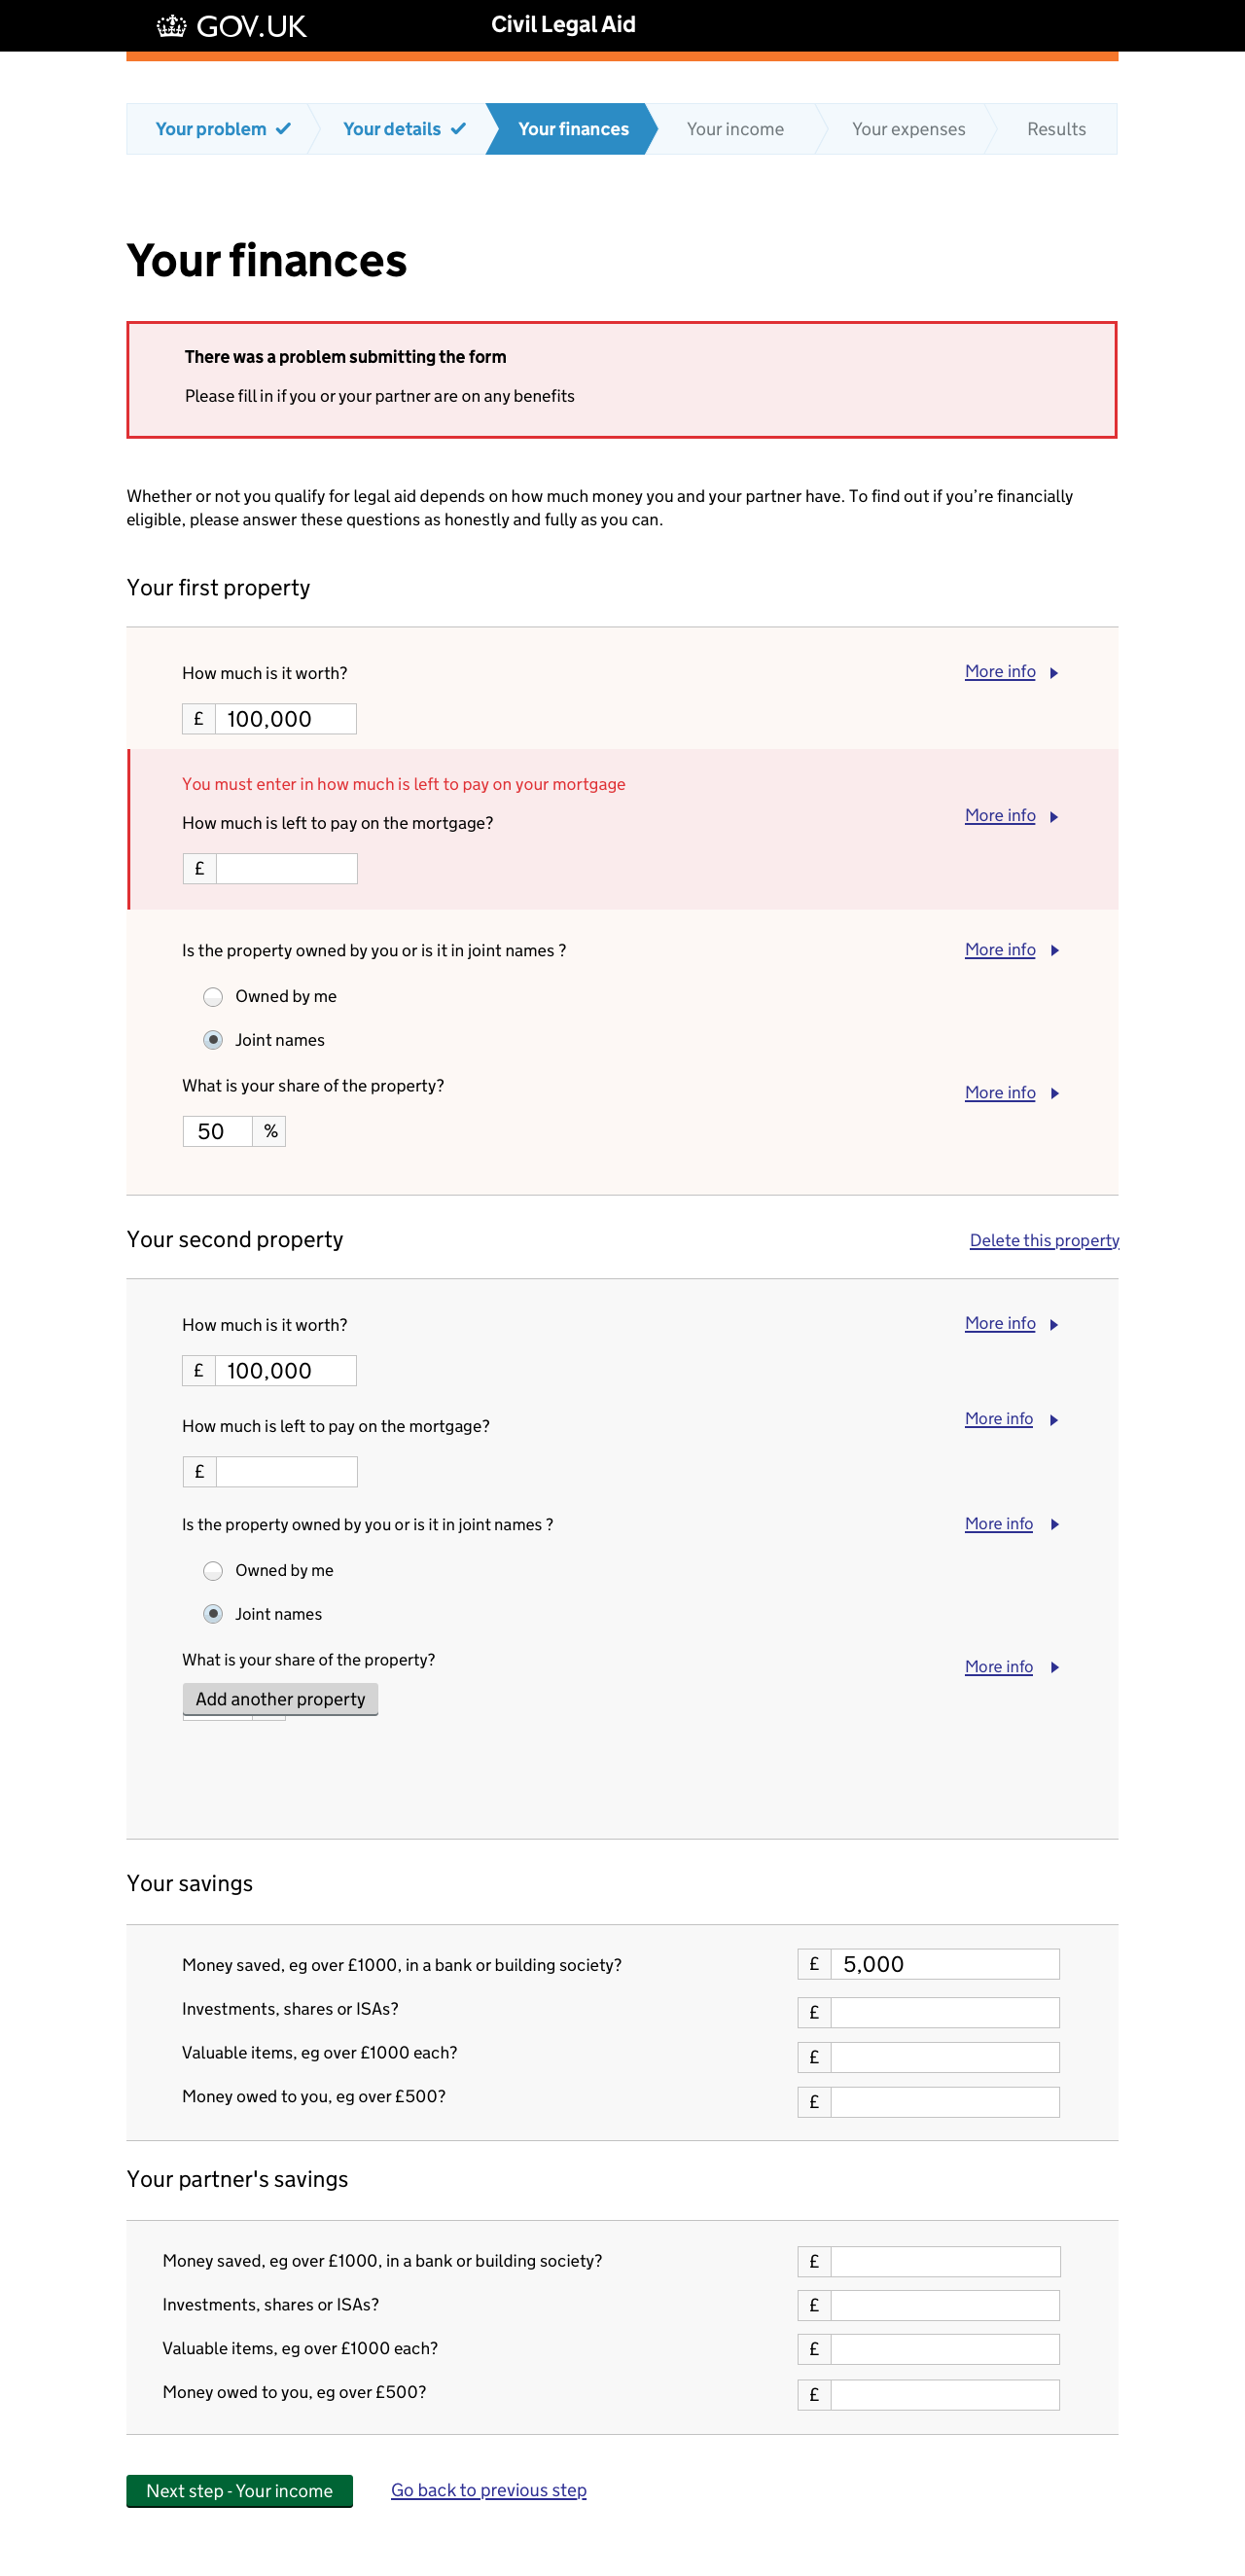 GOV.UK
Civil Legal Aid
Your problem
Your details
Your finances
Your income
Your expenses
Results
Your finances
There was a problem submitting the form
Please fill in if you or your partner are on any benefits
Whether or not you qualify for legal aid depends on how much money you and your partner have. To find out if you’re financially
eligible, please answer these questions as honestly and fully as you can.
Your first property
How much is it worth?
More info
£ 100,000
You must enter in how much is left to pay on your mortgage
How much is left to pay on the mortgage?
More info
£
Is the property owned by you or is it in joint names ?
More info
Owned by me
Joint names
What is your share of the property?
More info
50 %
Your second property
Delete this property
How much is it worth?
More info
£ 100,000
How much is left to pay on the mortgage?
More info
£
Is the property owned by you or is it in joint names ?
More info
Owned by me
Joint names
What is your share of the property?
More info
Add another property
Your savings
Money saved, eg over £1000, in a bank or building society?
£ 5,000
Investments, shares or ISAs?
£
Valuable items, eg over £1000 each?
£
Money owed to you, eg over £500?
£
Your partner's savings
Money saved, eg over £1000, in a bank or building society?
£
Investments, shares or ISAs?
£
Valuable items, eg over £1000 each?
£
Money owed to you, eg over £500?
£
Next step - Your income
Go back to previous step